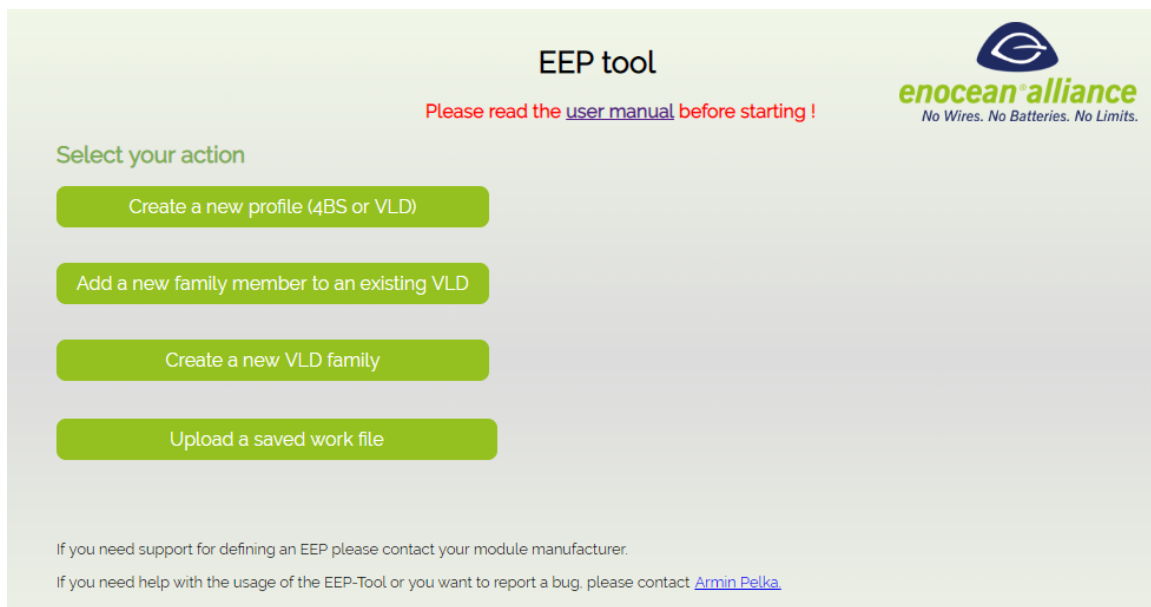 EEP tool
enocean®alliance
No Wires. No Batteries. No Limits.
Please read the user manual before starting !
Select your action
Create a new profile (4BS or VLD)
Add a new family member to an existing VLD
Create a new VLD family
Upload a saved work file
If you need support for defining an EEP please contact your module manufacturer.
If you need help with the usage of the EEP-Tool or you want to report a bug, please contact Armin Pelka.